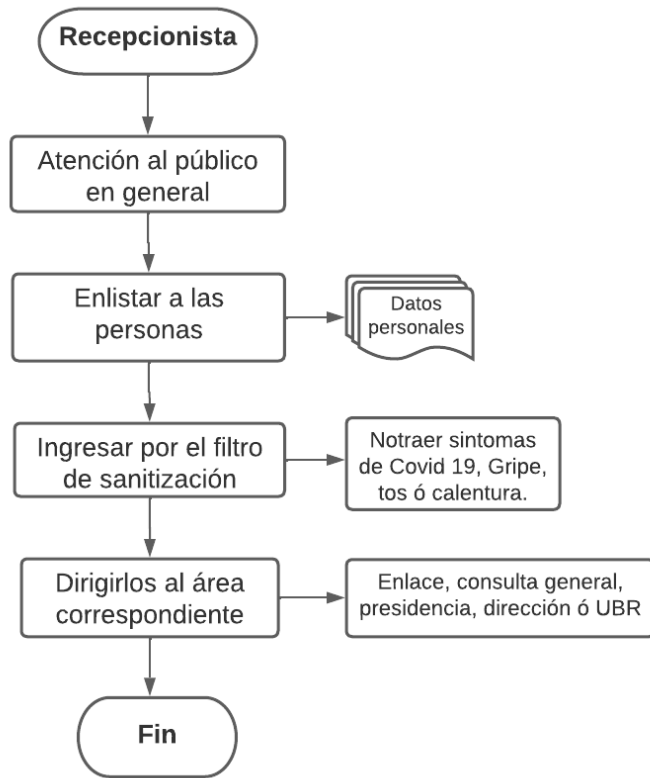 Recepcionista
Atención al público
en general
Enlistar a las
personas
Datos
personales
Ingresar por el filtro
de sanitización
Notraer sintomas
de Covid 19, Gripe,
tos ó calentura.
Dirigirlos al área
correspondiente
Enlace, consulta general,
presidencia, dirección ó UBR
Fin